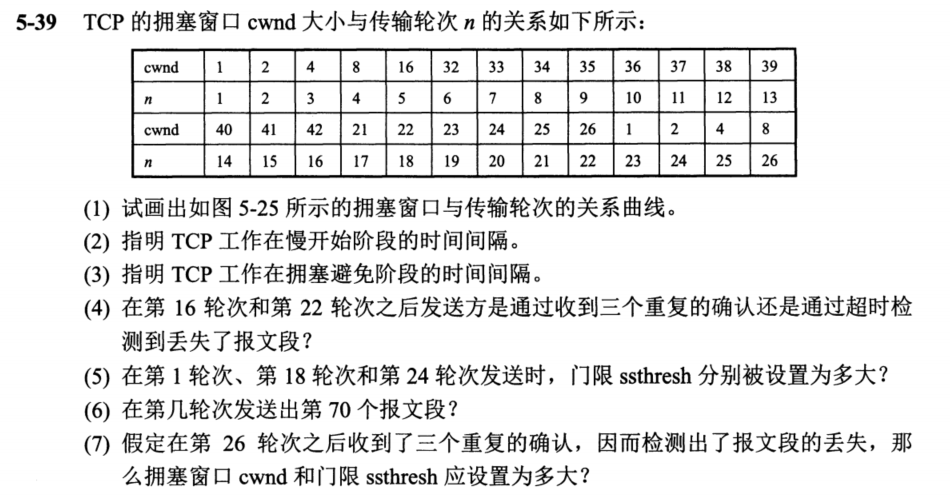 5-39 TCP 的拥塞窗口 cwnd 大小与传输轮次 n 的关系如下所示：
cwnd 1 2 4 8 16 32 33 34 35 36 37 38 39
n 1 2 3 4 5 6 7 8 9 10 11 12 13
cwnd 40 41 42 21 22 23 24 25 26 1 2 4 8
n 14 15 16 17 18 19 20 21 22 23 24 25 26
(1) 试画出如图 5-25 所示的拥塞窗口与传输轮次的关系曲线。
(2) 指明 TCP 工作在慢开始阶段的时间间隔。
(3) 指明 TCP 工作在拥塞避免阶段的时间间隔。
(4) 在第 16 轮次和第 22 轮次之后发送方是通过收到三个重复的确认还是通过超时检
测到丢失了报文段？
(5) 在第 1 轮次、第 18 轮次和第 24 轮次发送时，门限 ssthresh 分别被设置为多大？
(6) 在第几轮次发送出第 70 个报文段？
(7) 假定在第 26 轮次之后收到了三个重复的确认，因而检测出了报文段的丢失，那
么拥塞窗口 cwnd 和门限 ssthresh 应设置为多大？